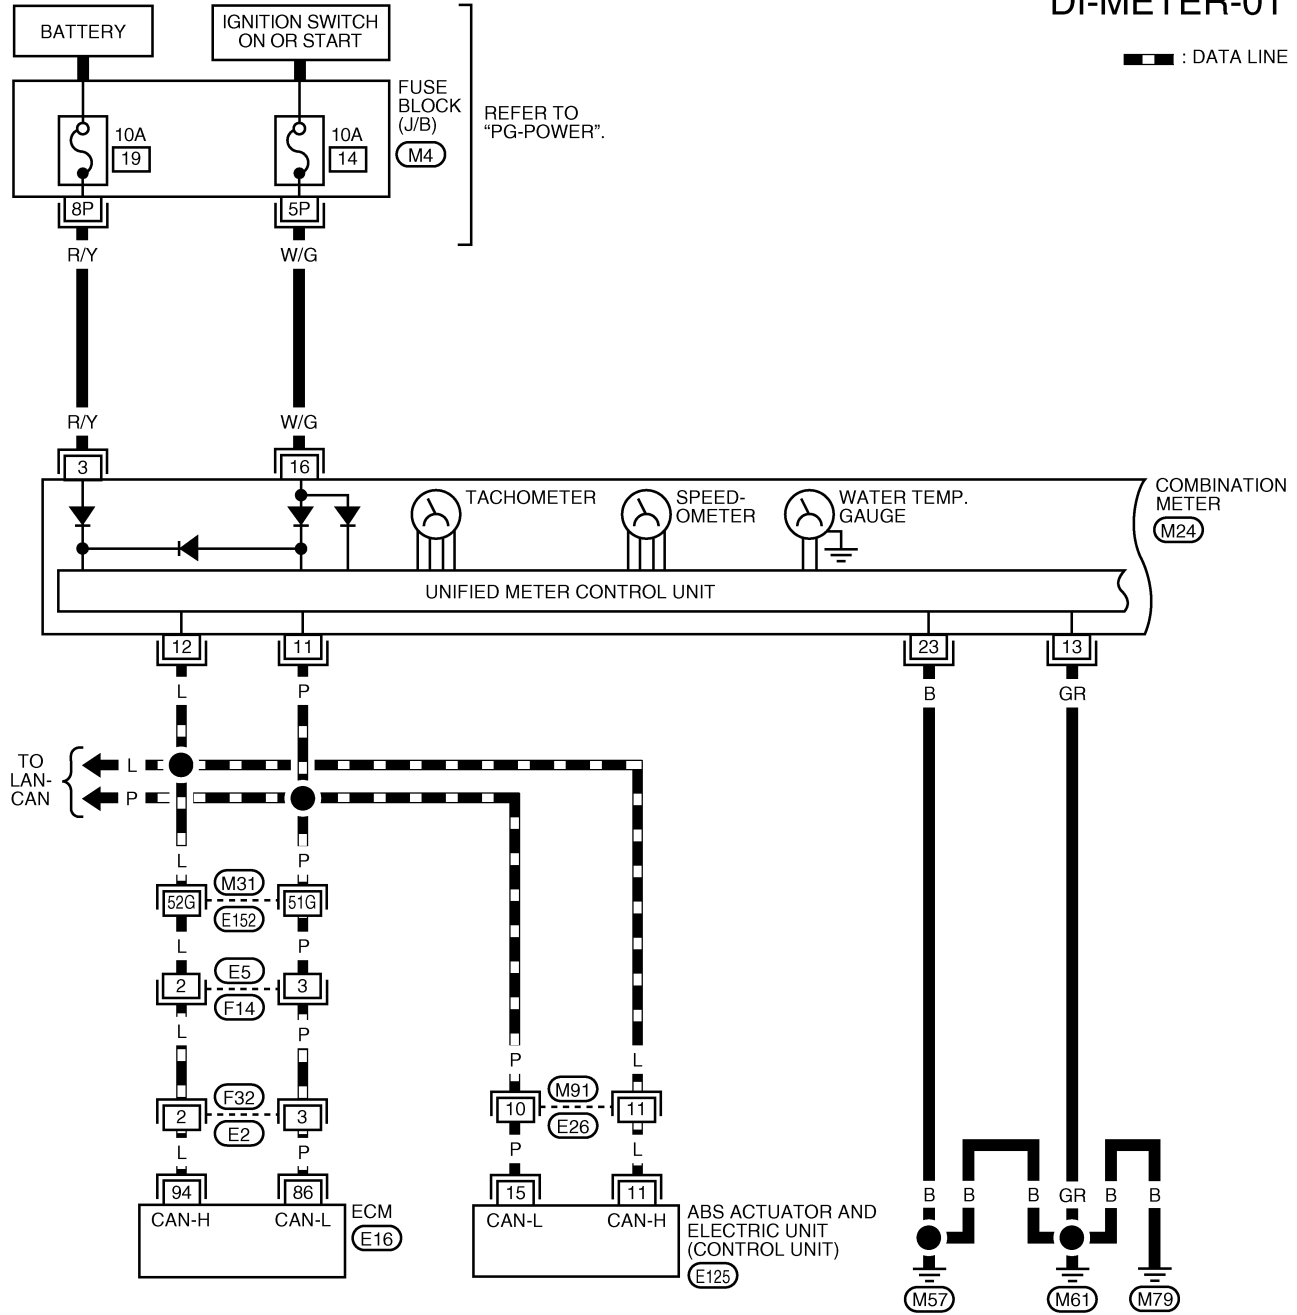 DI-METER-01
: DATA LINE
BATTERY
IGNITION SWITCH
ON OR START
FUSE
BLOCK
(J/B)
M4
REFER TO
“PG-POWER”.
10A
19
10A
14
8P
5P
R/Y
W/G
R/Y
W/G
3
16
TACHOMETER
SPEED-
OMETER
WATER TEMP.
GAUGE
COMBINATION
METER
M24
UNIFIED METER CONTROL UNIT
12
11
23
13
L
P
B
GR
TO
LAN-
CAN
L
P
L
P
M31
52G
51G
E152
L
P
E5
2
3
F14
L
P
P
L
F32
2
3
E2
M91
10
11
E26
L
P
P
L
94
86
15
11
CAN-H
CAN-L
ECM
E16
CAN-L
CAN-H
ABS ACTUATOR AND
ELECTRIC UNIT
(CONTROL UNIT)
E125
B
B
B
GR
B
B
M57
M61
M79